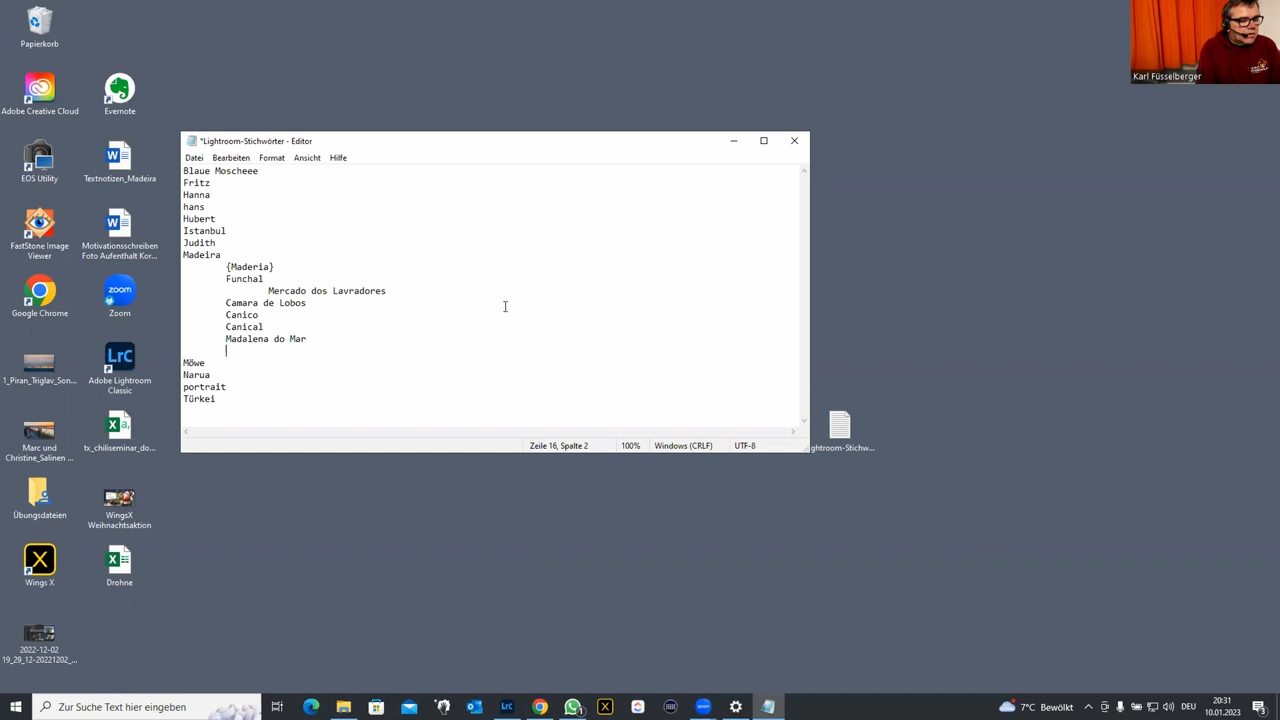 Papierkorb
Adobe Creative Cloud
Evernote
EOS Utility
Textnotizen_Madeira
FastStone Image
Viewer
Motivationsschreiben
Foto Aufenthalt Kor...
Google Chrome
Zoom
1_Piran_Triglav_Son...
Adobe Lightroom
Classic
Marc und
Christine_Salinen ...
tx_chiliseminar_do...
Übungsdateien
WingsX
Weihnachtsaktion
Wings X
Drohne
2022-12-02
19_29_12-20221202_...
*Lightroom-Stichwörter - Editor
Datei Bearbeiten Format Ansicht Hilfe
Blaue Moscheee
Fritz
Hanna
hans
Hubert
Istanbul
Judith
Madeira
{Maderia}
Funchal
Mercado dos Lavradores
Camara de Lobos
Canico
Canical
Madalena do Mar
Möwe
Narua
portrait
Türkei
Zeile 16, Spalte 2 100% Windows (CRLF) UTF-8
ightroom-Stichw...
Karl Füsselberger
Zur Suche Text hier eingeben
7°C Bewölkt
DEU
20:31
10.01.2023